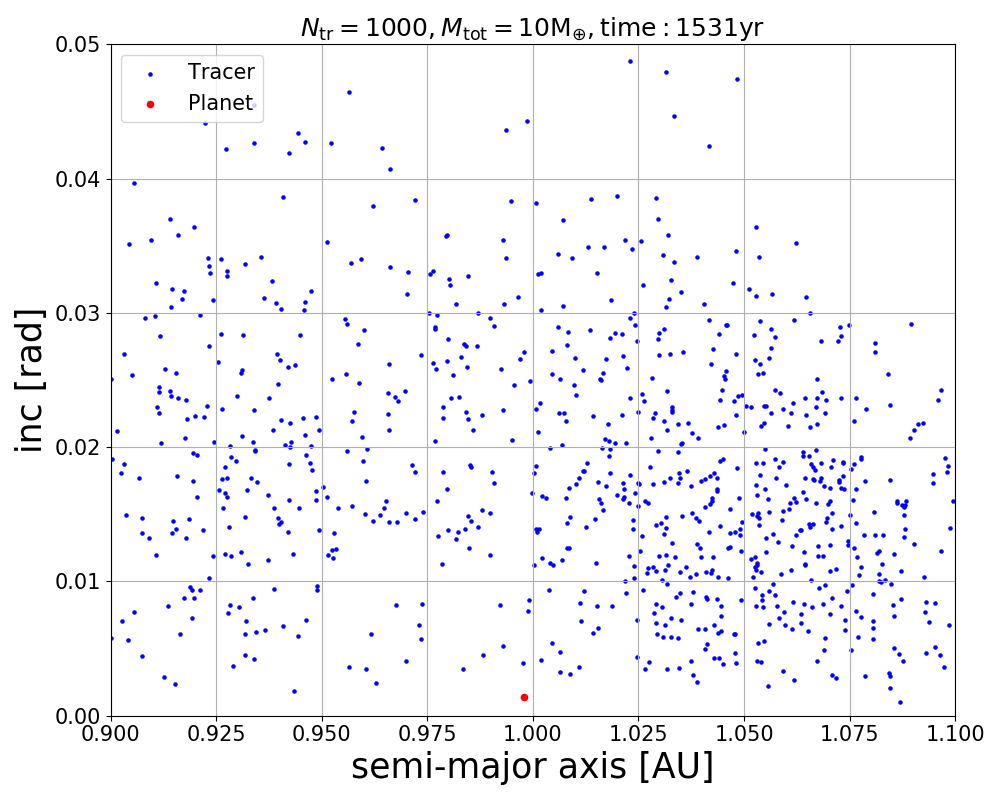 N_tr = 1000, M_tot = 10M_⊕, time : 1531yr
Tracer
Planet
0.05
0.04
0.03
0.02
0.01
0.00
inc [rad]
0.900 0.925 0.950 0.975 1.000 1.025 1.050 1.075 1.100
semi-major axis [AU]